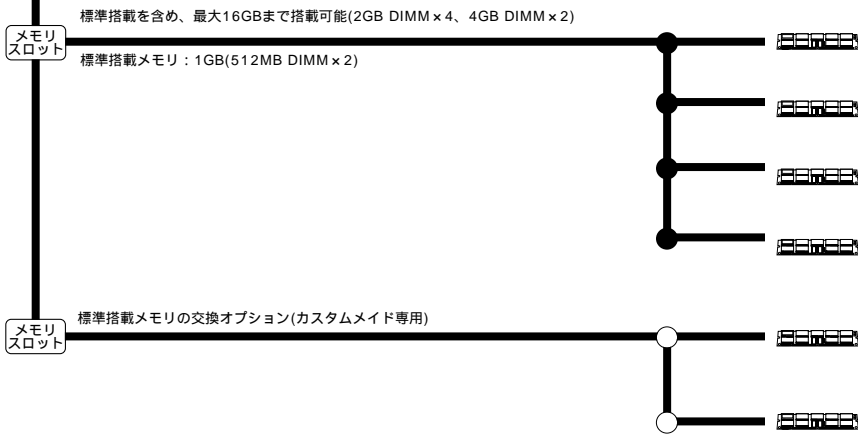 標準搭載を含め、最大16GBまで搭載可能(2GB DIMM×4、4GB DIMM×2)
メモリ
スロット
標準搭載メモリ：1GB(512MB DIMM×2)
標準搭載メモリの交換オプション(カスタムメイド専用)
メモリ
スロット